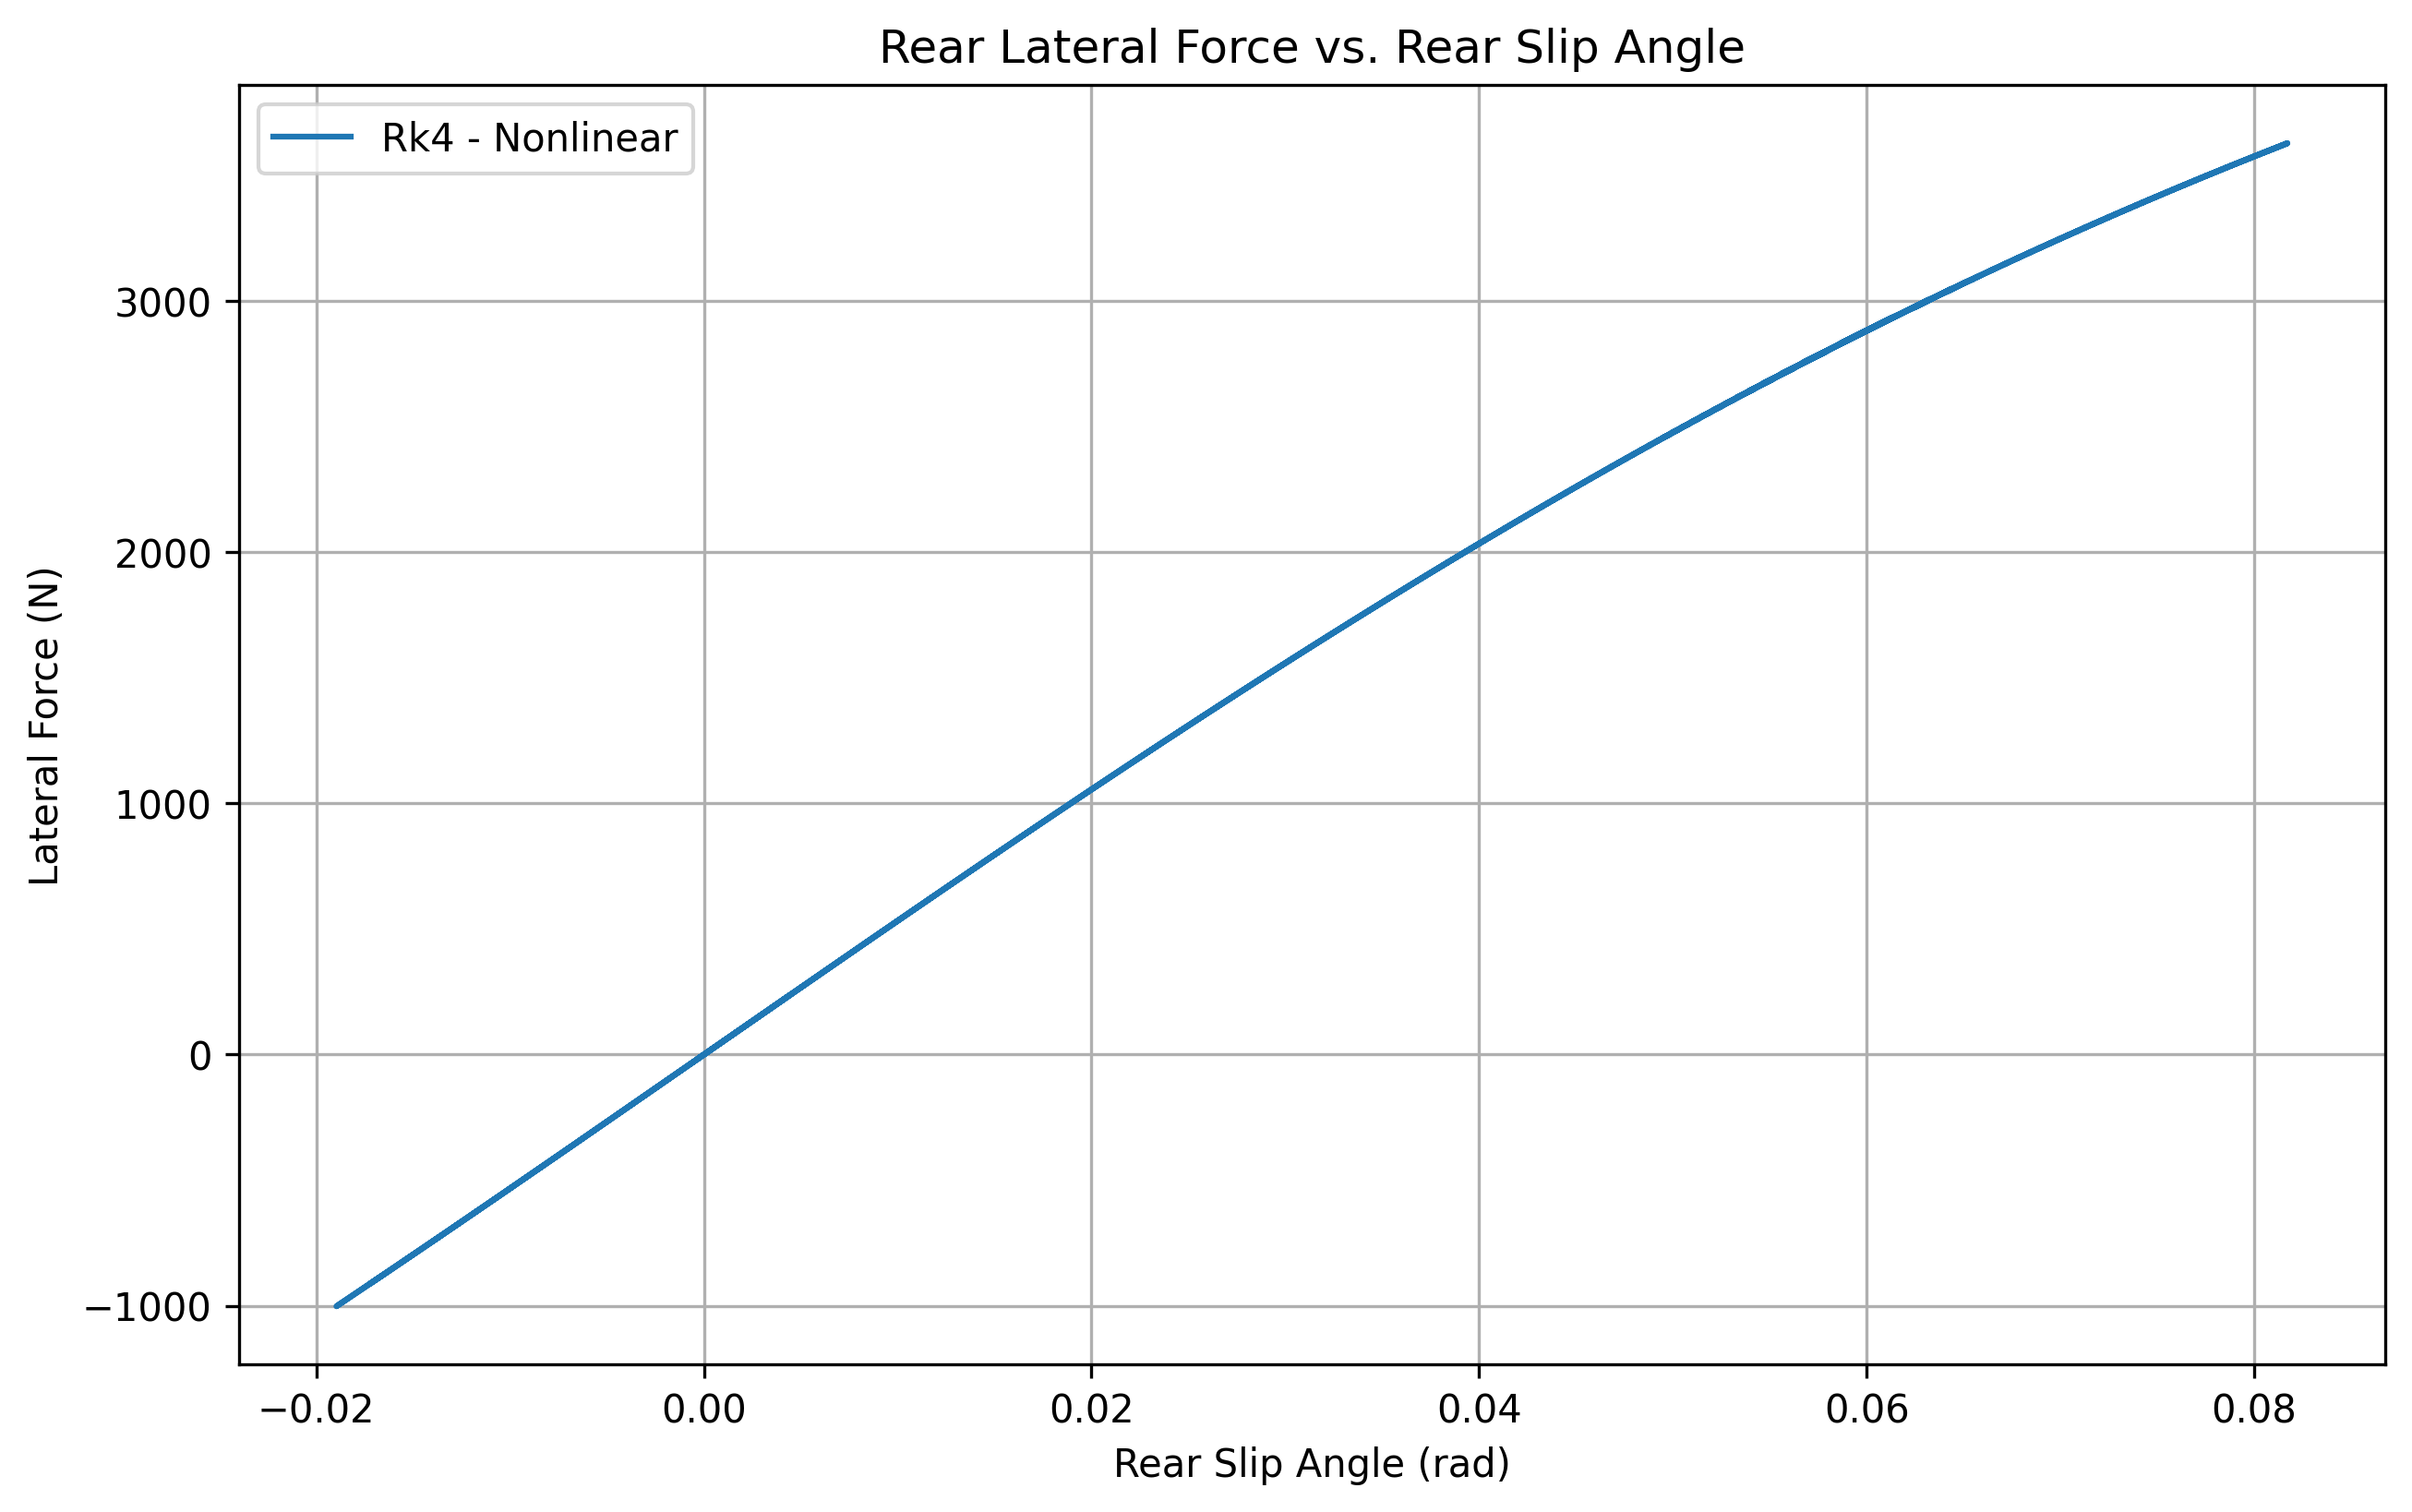 Rear Lateral Force vs. Rear Slip Angle
Rk4 - Nonlinear
Lateral Force (N)
3000
2000
1000
0
−1000
−0.02
0.00
0.02
0.04
0.06
0.08
Rear Slip Angle (rad)